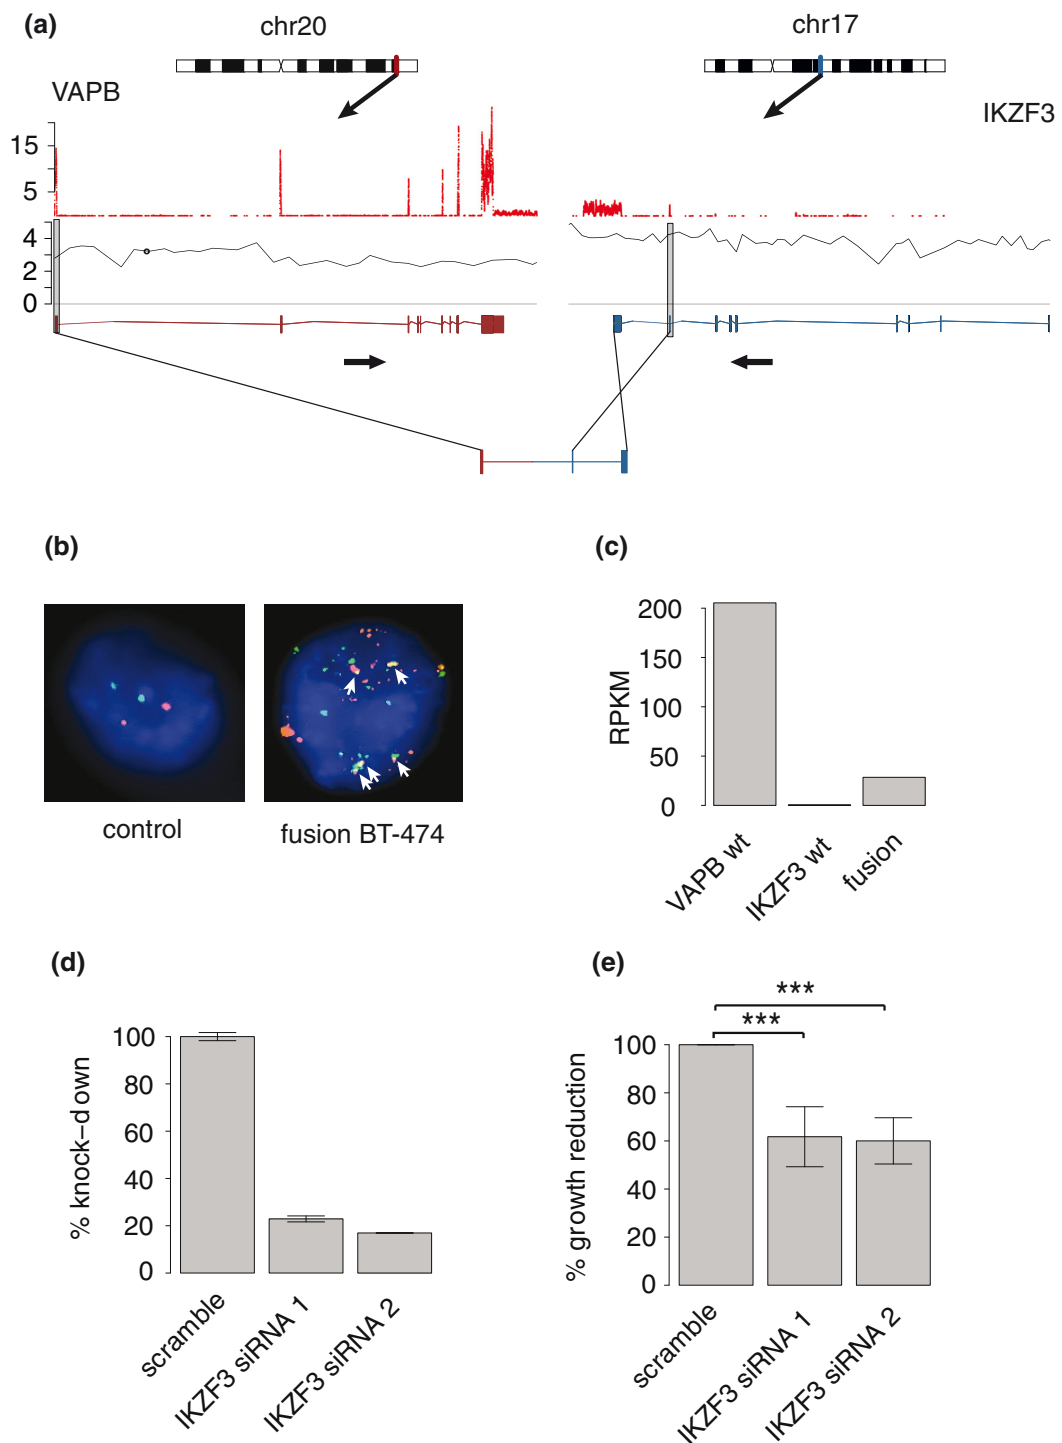 (a)
chr20
chr17
VAPB
IKZF3
15
5
4
2
0
(b)
control
fusion BT-474
(c)
RPKM
200
150
100
50
0
VAPB wt
IKZF3 wt
fusion
(d)
% knock-down
100
80
60
40
20
0
scramble
IKZF3 siRNA 1
IKZF3 siRNA 2
(e)
***
***
% growth reduction
100
80
60
40
20
0
scramble
IKZF3 siRNA 1
IKZF3 siRNA 2